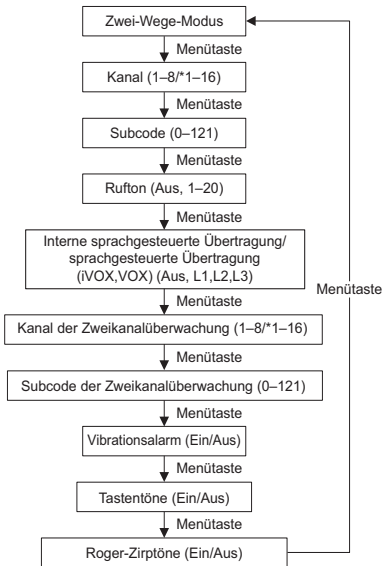 Zwei-Wege-Modus
Menütaste
Kanal (1–8/*1–16)
Menütaste
Subcode (0–121)
Menütaste
Rufton (Aus, 1–20)
Menütaste
Interne sprachgesteuerte Übertragung/
sprachgesteuerte Übertragung
(iVOX,VOX) (Aus, L1,L2,L3)
Menütaste
Menütaste
Kanal der Zweikanalüberwachung (1–8/*1–16)
Menütaste
Subcode der Zweikanalüberwachung (0–121)
Menütaste
Vibrationsalarm (Ein/Aus)
Menütaste
Tastentöne (Ein/Aus)
Menütaste
Roger-Zirptöne (Ein/Aus)